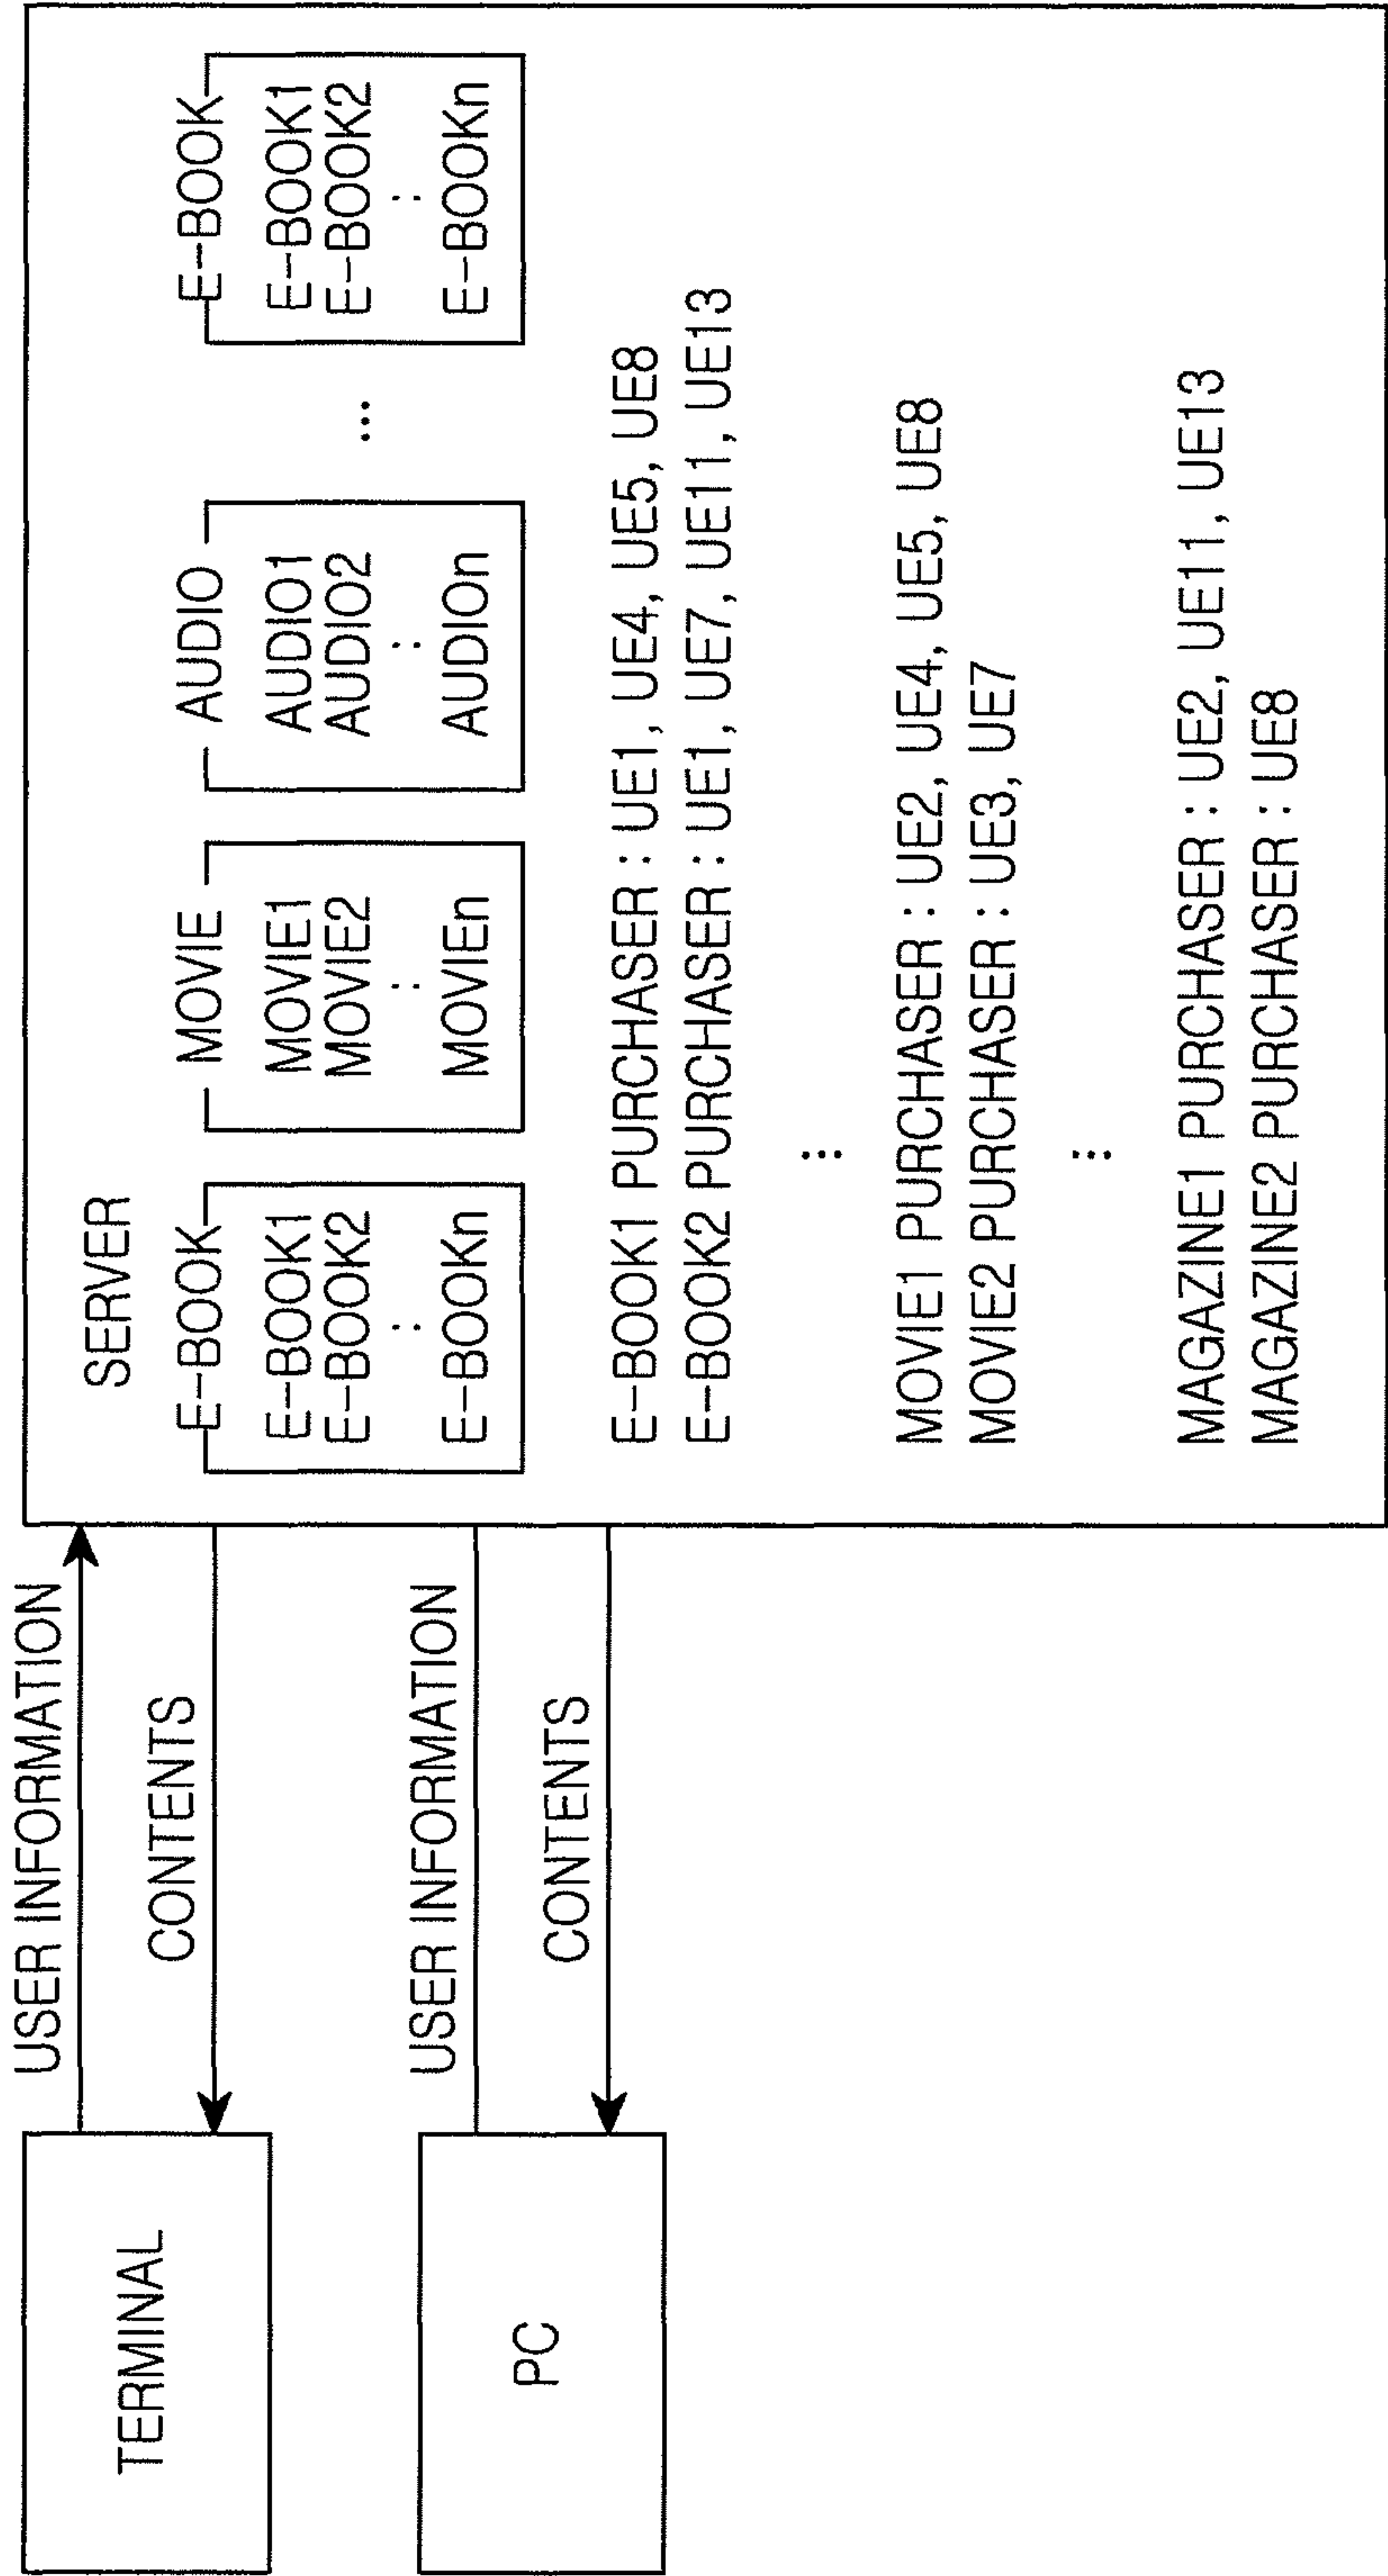 TERMINAL
USER INFORMATION
CONTENTS
PC
USER INFORMATION
CONTENTS
SERVER
E-BOOK
E-BOOK1
E-BOOK2
:
E-BOOKn
MOVIE
MOVIE1
MOVIE2
:
MOVIEn
AUDIO
AUDIO1
AUDIO2
:
AUDIOn
...
E-BOOK
E-BOOK1
E-BOOK2
:
E-BOOKn
E-BOOK1 PURCHASER : UE1, UE4, UE5, UE8
E-BOOK2 PURCHASER : UE1, UE7, UE11, UE13
...
MOVIE1 PURCHASER : UE2, UE4, UE5, UE8
MOVIE2 PURCHASER : UE3, UE7
...
MAGAZINE1 PURCHASER : UE2, UE11, UE13
MAGAZINE2 PURCHASER : UE8